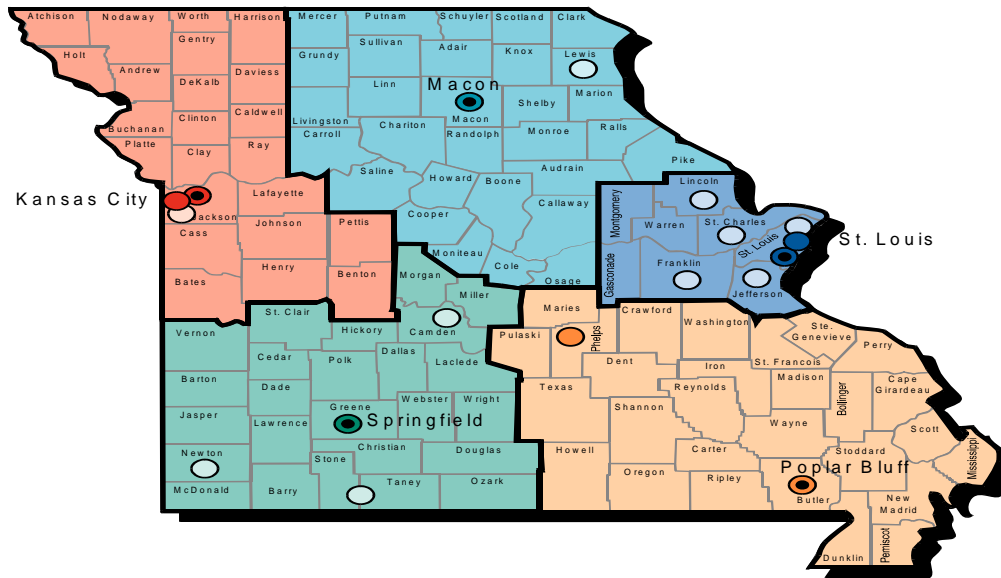 Atchison
Nodaway
Worth
Harrison
Mercer
Putnam
Schuyler
Scotland
Clark
Holt
Gentry
Grundy
Sullivan
Adair
Knox
Lewis
Andrew
DeKalb
Daviess
Linn
Macon
Shelby
Marion
Buchanan
Clinton
Caldwell
Livingston
Chariton
Macon
Randolph
Monroe
Ralls
Platte
Clay
Ray
Carroll
Saline
Howard
Boone
Audrain
Pike
Kansas City
Jackson
Lafayette
Cooper
Callaway
Montgomery
Lincoln
Warren
St. Charles
St. Louis
St. Louis
Cass
Johnson
Pettis
Moniteau
Cole
Osage
Gasconade
Franklin
Jefferson
Bates
Henry
Benton
Morgan
Miller
Camden
Maries
Phelps
Pulaski
Crawford
Washington
Ste.
Genevieve
Perry
St. Francois
Vernon
St. Clair
Hickory
Cedar
Polk
Dallas
Laclede
Dent
Iron
Madison
Bollinger
Cape
Girardeau
Barton
Dade
Webster
Wright
Texas
Reynolds
Jasper
Lawrence
Greene
Springfield
Shannon
Wayne
Scott
Mississippi
Newton
Stone
Christian
Douglas
Howell
Carter
Stoddard
Poplar Bluff
McDonald
Barry
Taney
Ozark
Oregon
Ripley
Butler
New
Madrid
Pemiscot
Dunklin